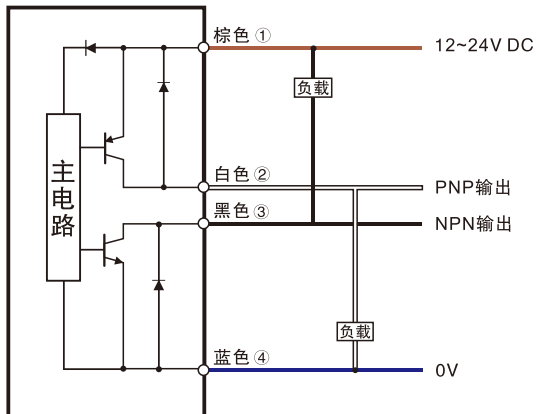 棕色 ①
12~24V DC
负载
主电路
白色 ②
PNP输出
黑色 ③
NPN输出
负载
蓝色 ④
0V